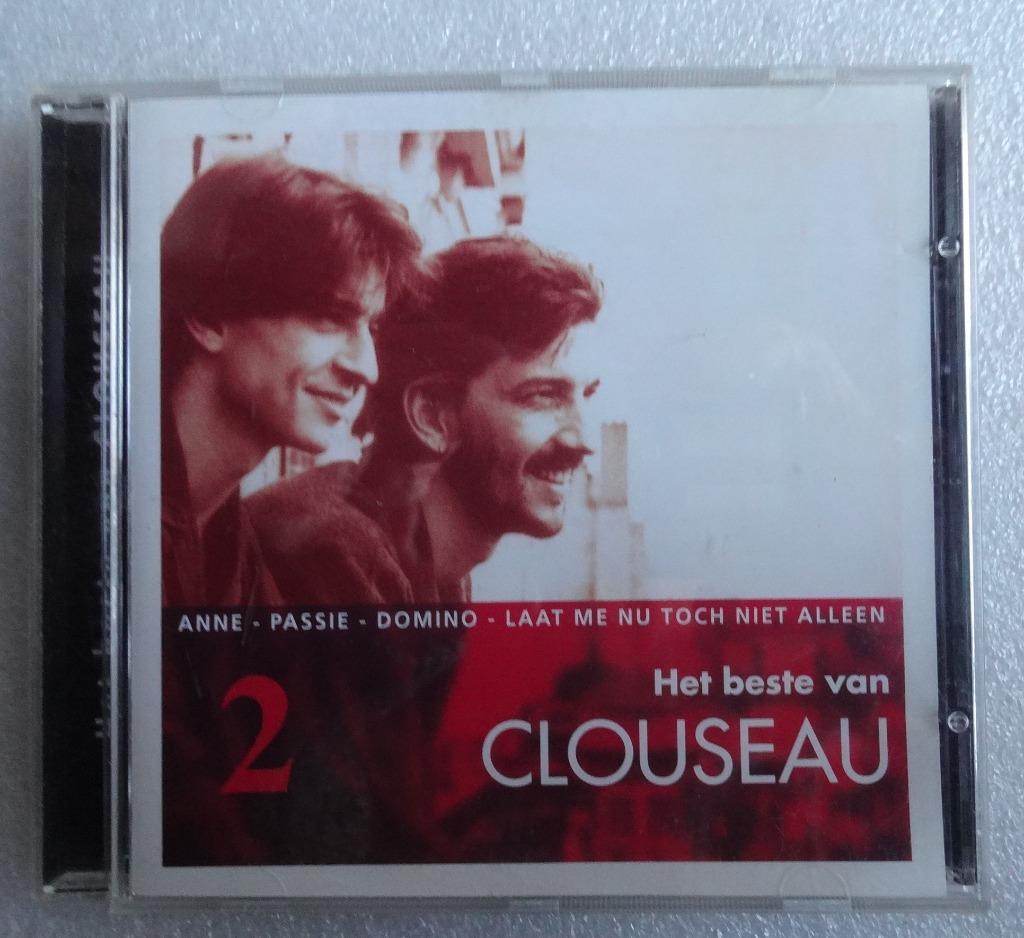 ANNE - PASSIE - DOMINO - LAAT ME NU TOCH NIET ALLEEN
2
Het beste van
CLOUSEAU